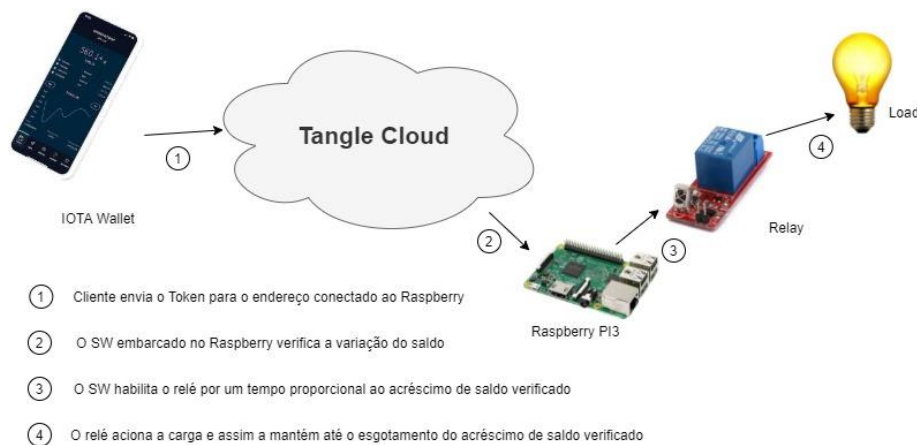 Tangle Cloud
1
IOTA Wallet
2
Raspberry PI3
3
Relay
4
Load
1 Cliente envia o Token para o endereço conectado ao Raspberry
2 O SW embarcado no Raspberry verifica a variação do saldo
3 O SW habilita o relé por um tempo proporcional ao acréscimo de saldo verificado
4 O relé aciona a carga e assim a mantém até o esgotamento do acréscimo de saldo verificado